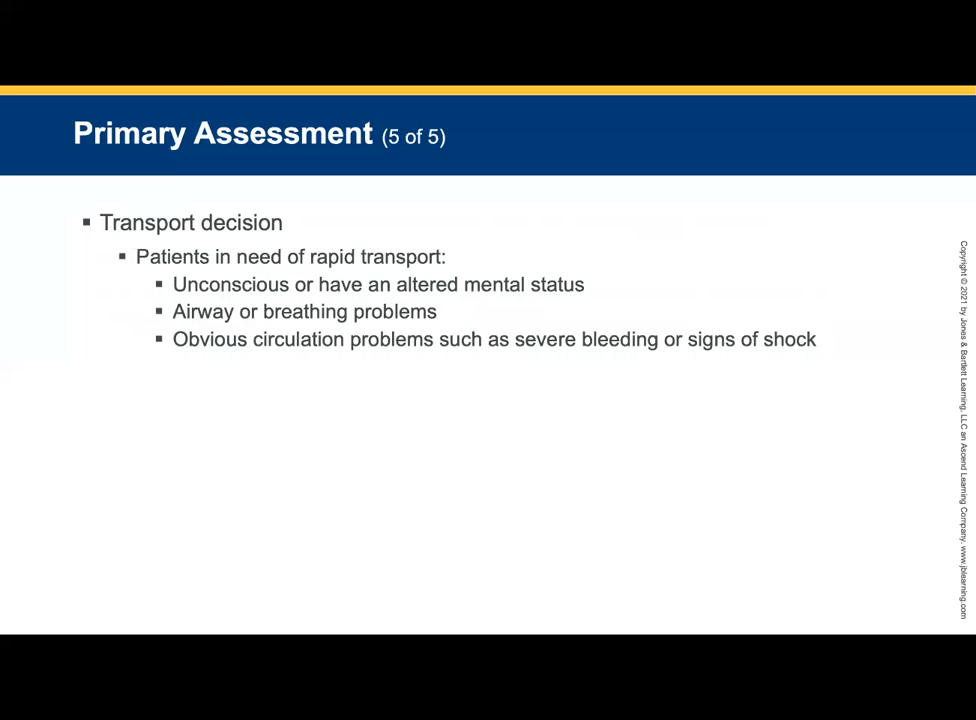 Primary Assessment (5 of 5)
▪ Transport decision
▪ Patients in need of rapid transport:
▪ Unconscious or have an altered mental status
▪ Airway or breathing problems
▪ Obvious circulation problems such as severe bleeding or signs of shock
Copyright © 2021 by Jones & Bartlett Learning, LLC an Ascend Learning Company. www.jblearning.com